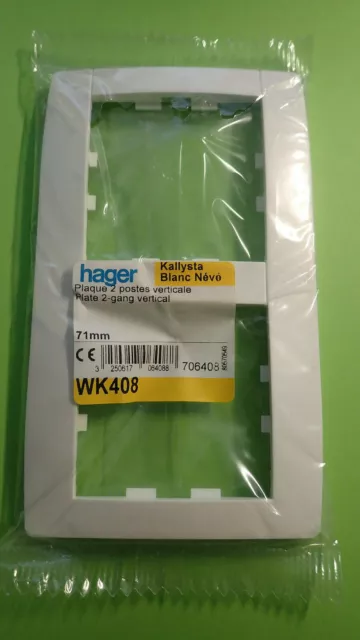 hager
Kallysta
Blanc Névé
Plaque 2 postes verticale
Plate 2-gang vertical
71mm
CE
3 250617 064088
706408
WK408